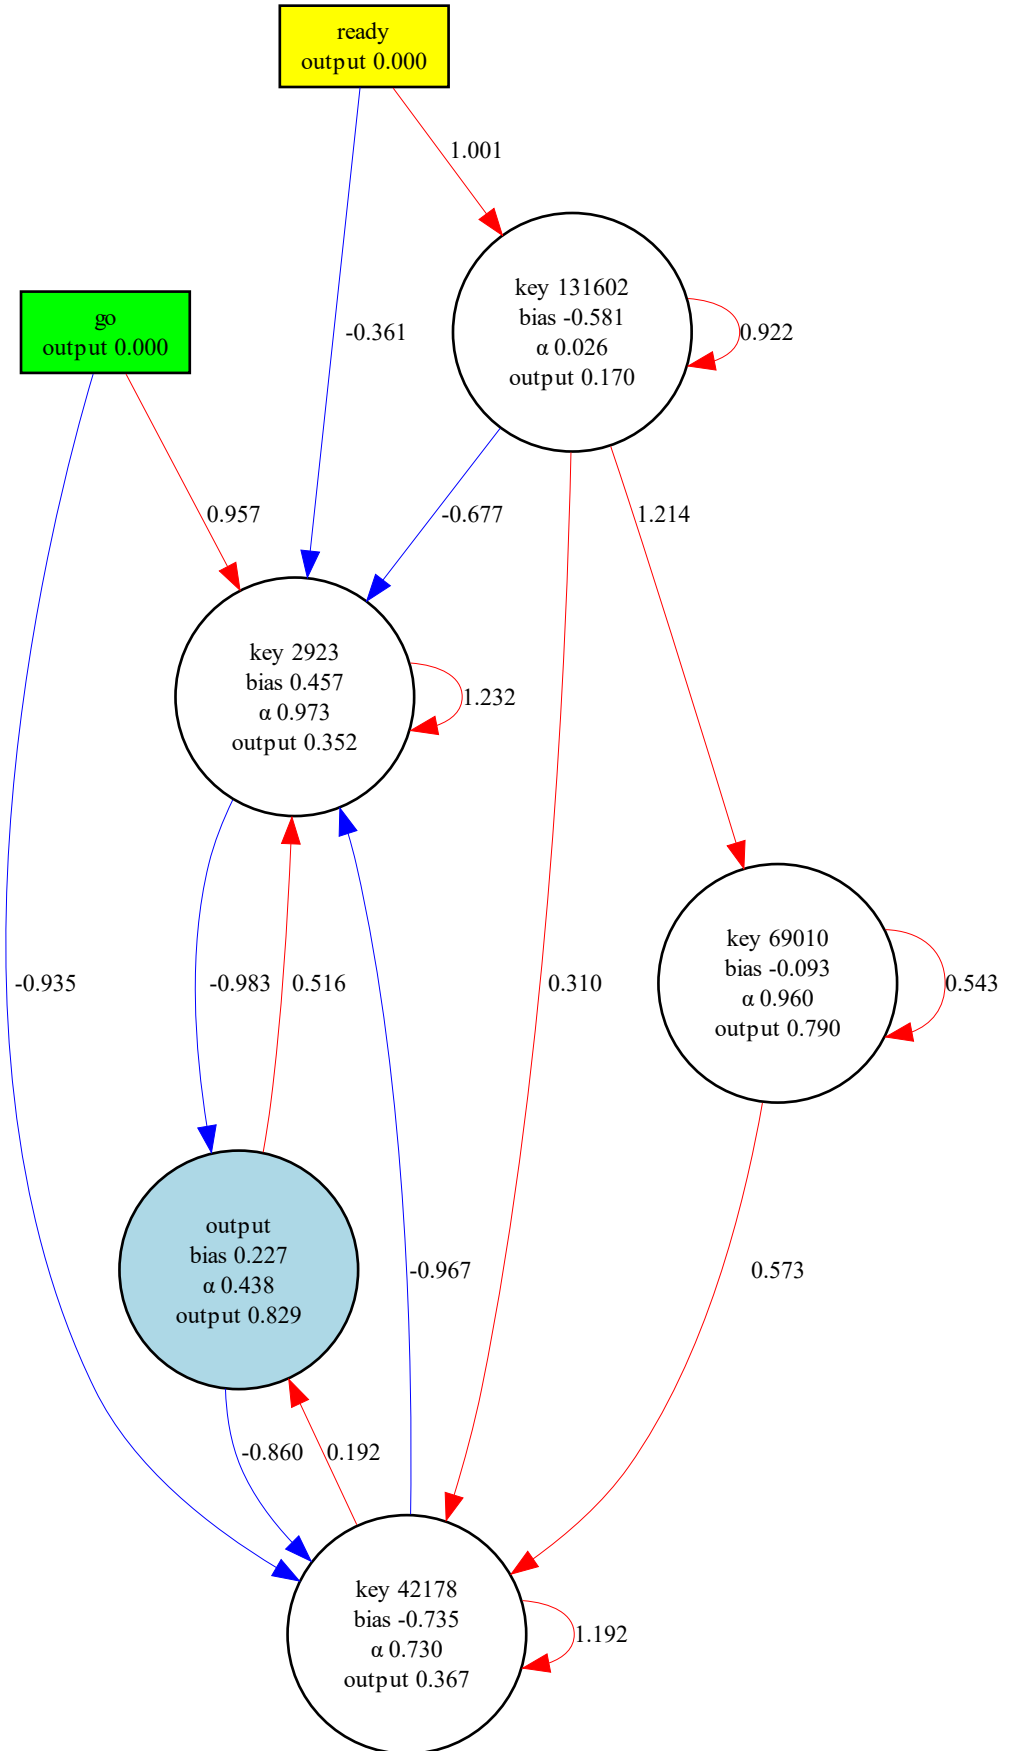 ready
output 0.000
1.001
key 131602
bias -0.581
α 0.026
output 0.170
0.922
go
output 0.000
-0.361
0.957
-0.677
1.214
key 2923
bias 0.457
α 0.973
output 0.352
1.232
key 69010
bias -0.093
α 0.960
output 0.790
0.543
-0.935
-0.983
0.516
0.310
output
bias 0.227
α 0.438
output 0.829
-0.967
0.573
-0.860
0.192
key 42178
bias -0.735
α 0.730
output 0.367
1.192